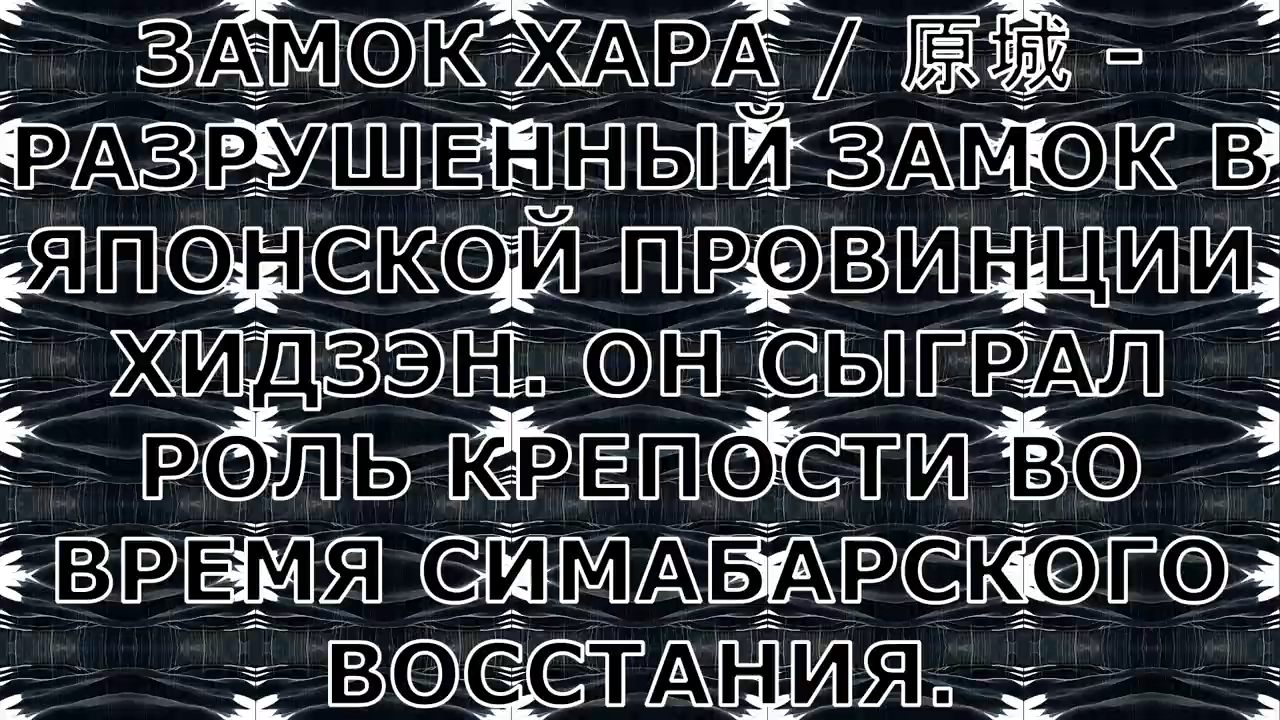 ЗАМОК ХАРА / 原城 -
РАЗРУШЕННЫЙ ЗАМОК В
ЯПОНСКОЙ ПРОВИНЦИИ
ХИДЗЭН. ОН СЫГРАЛ
РОЛЬ КРЕПОСТИ ВО
ВРЕМЯ СИМАБАРСКОГО
ВОССТАНИЯ.